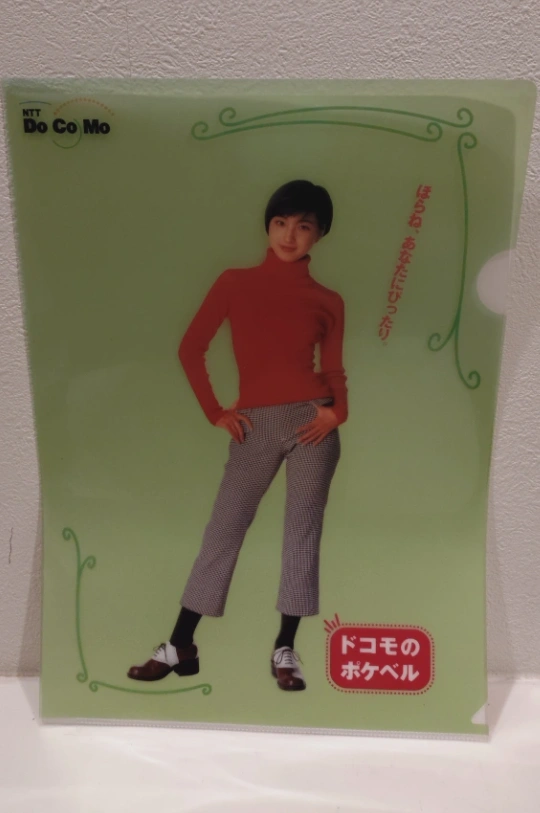 NTT
DoCoMo
ほらね、あなたにぴったり。
ドコモの
ポケベル